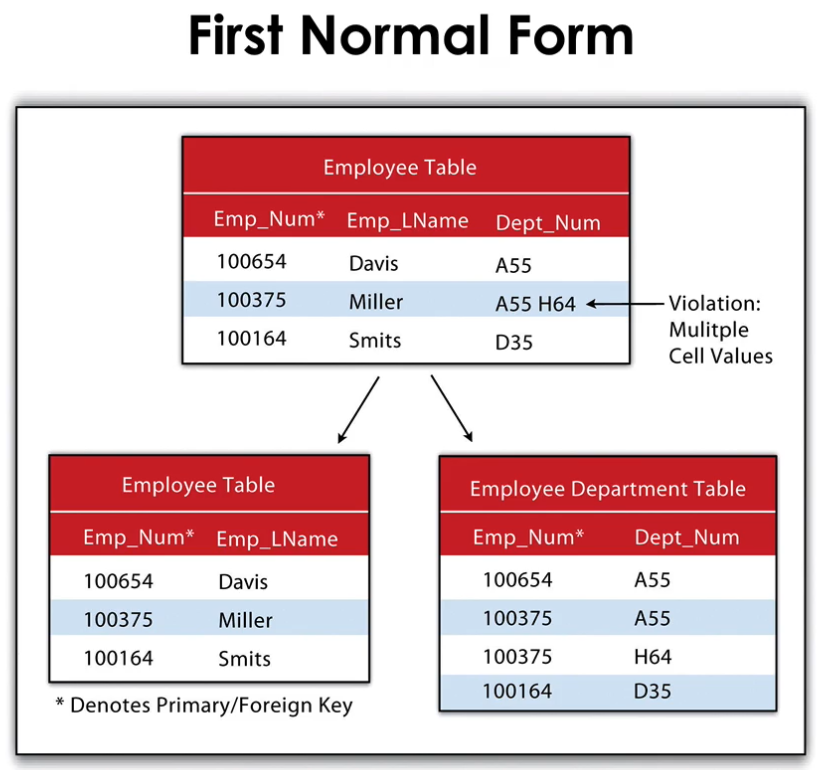 First Normal Form
Employee Table
Emp_Num* Emp_LName Dept_Num
100654 Davis A55
100375 Miller A55 H64
100164 Smits D35
Violation:
Mulitple
Cell Values
Employee Table
Emp_Num* Emp_LName
100654 Davis
100375 Miller
100164 Smits
* Denotes Primary/Foreign Key
Employee Department Table
Emp_Num* Dept_Num
100654 A55
100375 A55
100375 H64
100164 D35